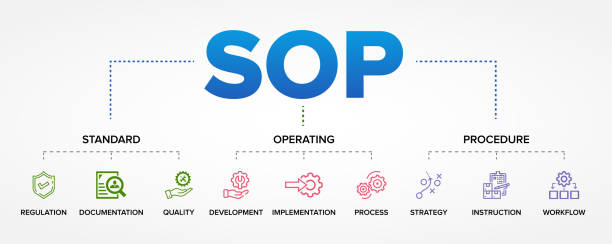 SOP
STANDARD OPERATING PROCEDURE
REGULATION DOCUMENTATION QUALITY DEVELOPMENT IMPLEMENTATION PROCESS STRATEGY INSTRUCTION WORKFLOW